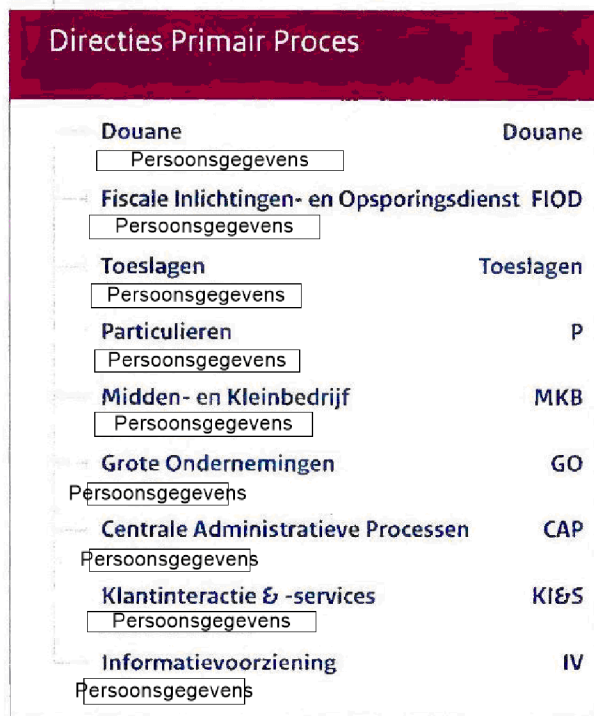 Directies Primair Proces
Douane Douane
Persoonsgegevens
Fiscale Inlichtingen- en Opsporingsdienst FIOD
Persoonsgegevens
Toeslagen Toeslagen
Persoonsgegevens
Particulieren P
Persoonsgegevens
Midden- en Kleinbedrijf MKB
Persoonsgegevens
Grote Ondernemingen GO
Persoonsgegevens
Centrale Administratieve Processen CAP
Persoonsgegevens
Klantinteractie & -services KI&S
Persoonsgegevens
Informatievoorziening IV
Persoonsgegevens